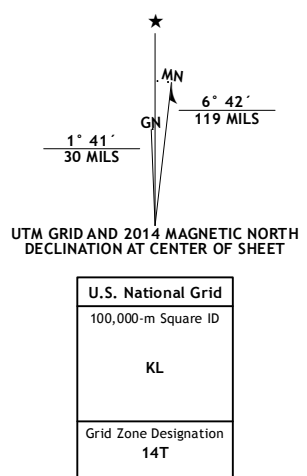 ★
MN
GN
6° 42´
119 MILS
1° 41´
30 MILS
UTM GRID AND 2014 MAGNETIC NORTH
DECLINATION AT CENTER OF SHEET
U.S. National Grid
100,000-m Square ID
KL
Grid Zone Designation
14T